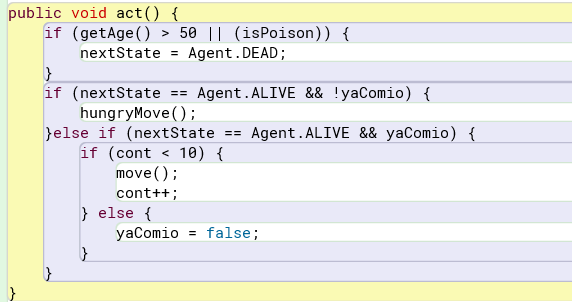 public void act() {
if (getAge() > 50 || (isPoison)) {
nextState = Agent.DEAD;
}
if (nextState == Agent.ALIVE && !yaComio) {
hungryMove();
}else if (nextState == Agent.ALIVE && yaComio) {
if (cont < 10) {
move();
cont++;
} else {
yaComio = false;
}
}
}